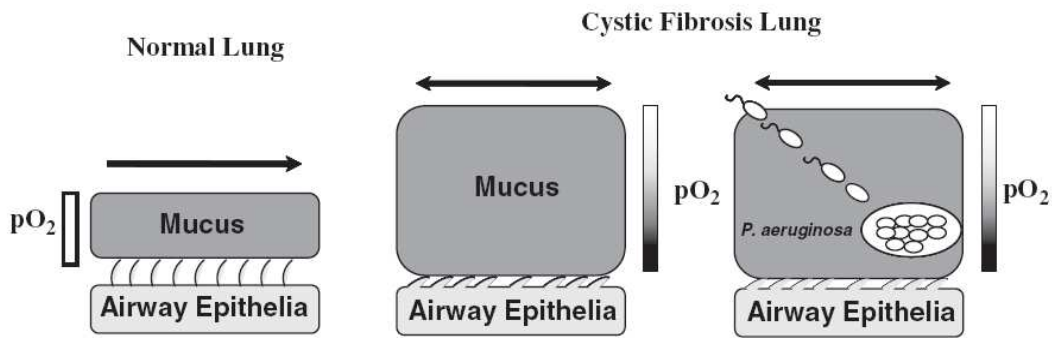 Normal Lung
Cystic Fibrosis Lung
pO2
Mucus
Airway Epithelia
Mucus
pO2
Airway Epithelia
P. aeruginosa
pO2
Airway Epithelia